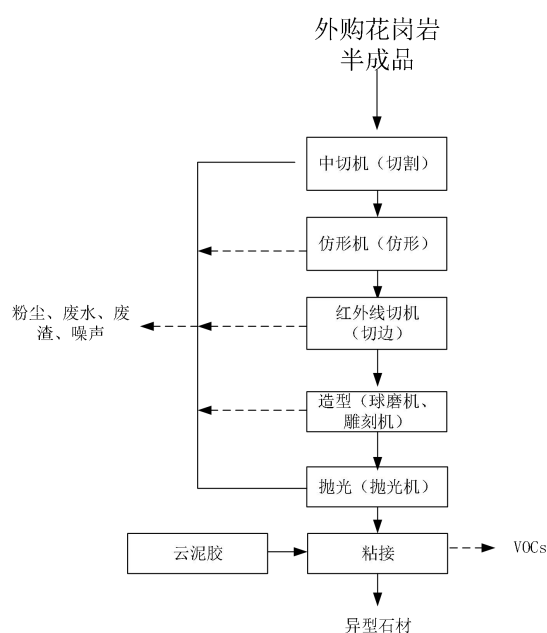 外购花岗岩
半成品
中切机（切割）
仿形机（仿形）
粉尘、废水、废
渣、噪声
红外线切机
（切边）
造型（球磨机、
雕刻机）
抛光（抛光机）
云泥胶
粘接
VOCs
异型石材